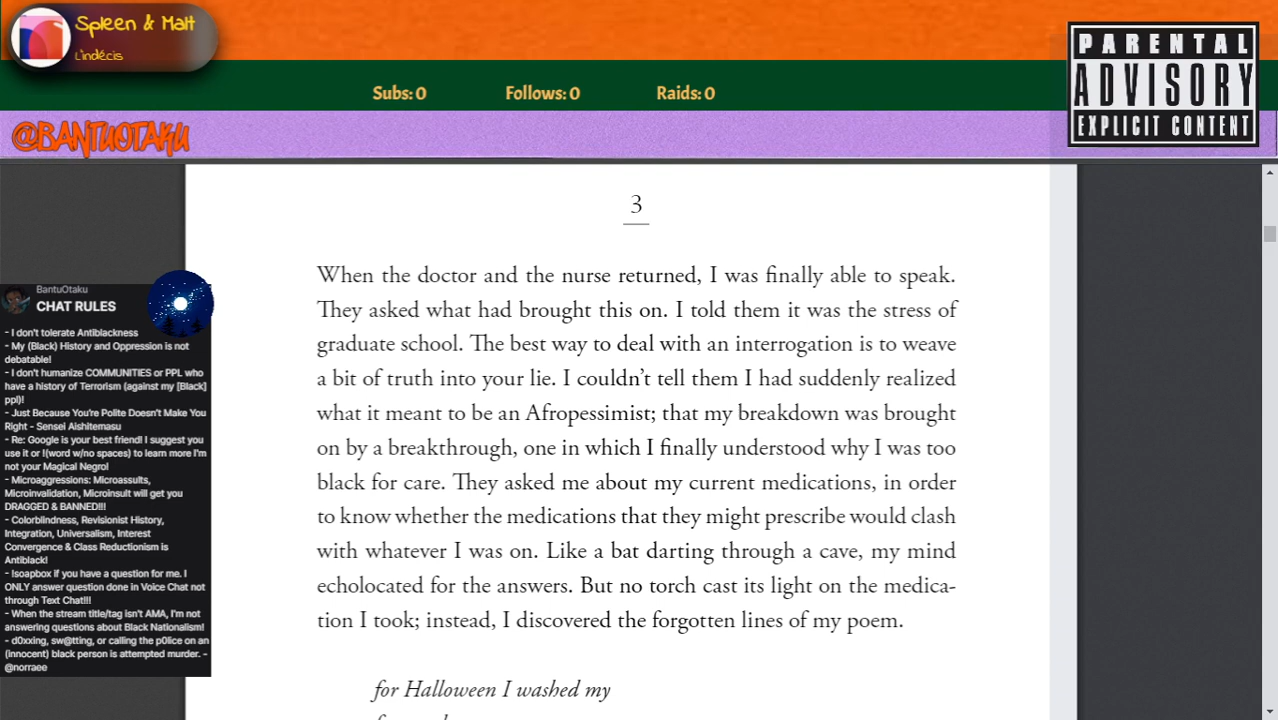 Spleen & Malt
L'indécis
PARENTAL
ADVISORY
EXPLICIT CONTENT
Subs: 0
Follows: 0
Raids: 0
@BANTUOTAKU
3
When the doctor and the nurse returned, I was finally able to speak.
They asked what had brought this on. I told them it was the stress of
graduate school. The best way to deal with an interrogation is to weave
a bit of truth into your lie. I couldn't tell them I had suddenly realized
what it meant to be an Afropessimist; that my breakdown was brought
on by a breakthrough, one in which I finally understood why I was too
black for care. They asked me about my current medications, in order
to know whether the medications that they might prescribe would clash
with whatever I was on. Like a bat darting through a cave, my mind
echolocated for the answers. But no torch cast its light on the medica-
tion I took; instead, I discovered the forgotten lines of my poem.
for Halloween I washed my
BantuOtaku
CHAT RULES
- I don't tolerate Antiblackness
- My (Black) History and Oppression is not
debatable!
- I don't humanize COMMUNITIES or PPL who
have a history of Terrorism (against my [Black]
ppl)!
- Just Because You're Polite Doesn't Make You
Right - Sensei Aishitemasu
- Re: Google is your best friend! I suggest you
use it or !(word w/no spaces) to learn more I'm
not your Magical Negro!
- Microaggressions: Microassults,
Microinvalidation, Microinsult will get you
DRAGGED & BANNED!!!
- Colorblindness, Revisionist History,
Integration, Universalism, Interest
Convergence & Class Reductionism is
Antiblack!
- !soapbox if you have a question for me. I
ONLY answer question done in Voice Chat not
through Text Chat!!!
- When the stream title/tag isn't AMA, I'm not
answering questions about Black Nationalism!
- d0xxing, sw@tting, or calling the p0lice on an
(innocent) black person is attempted murder. -
@norraee